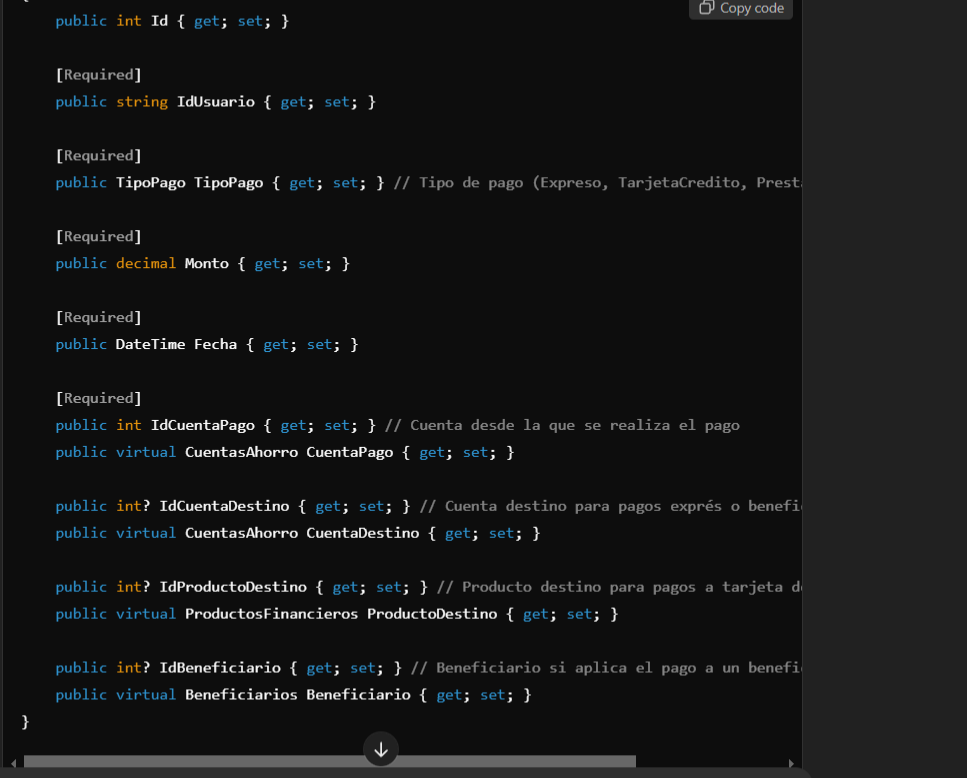 Copy code
public int Id { get; set; }
[Required]
public string IdUsuario { get; set; }
[Required]
public TipoPago TipoPago { get; set; } // Tipo de pago (Expreso, TarjetaCredito, Prest
[Required]
public decimal Monto { get; set; }
[Required]
public DateTime Fecha { get; set; }
[Required]
public int IdCuentaPago { get; set; } // Cuenta desde la que se realiza el pago
public virtual CuentasAhorro CuentaPago { get; set; }
public int? IdCuentaDestino { get; set; } // Cuenta destino para pagos exprés o benefi
public virtual CuentasAhorro CuentaDestino { get; set; }
public int? IdProductoDestino { get; set; } // Producto destino para pagos a tarjeta d
public virtual ProductosFinancieros ProductoDestino { get; set; }
public int? IdBeneficiario { get; set; } // Beneficiario si aplica el pago a un benefi
public virtual Beneficiarios Beneficiario { get; set; }
}